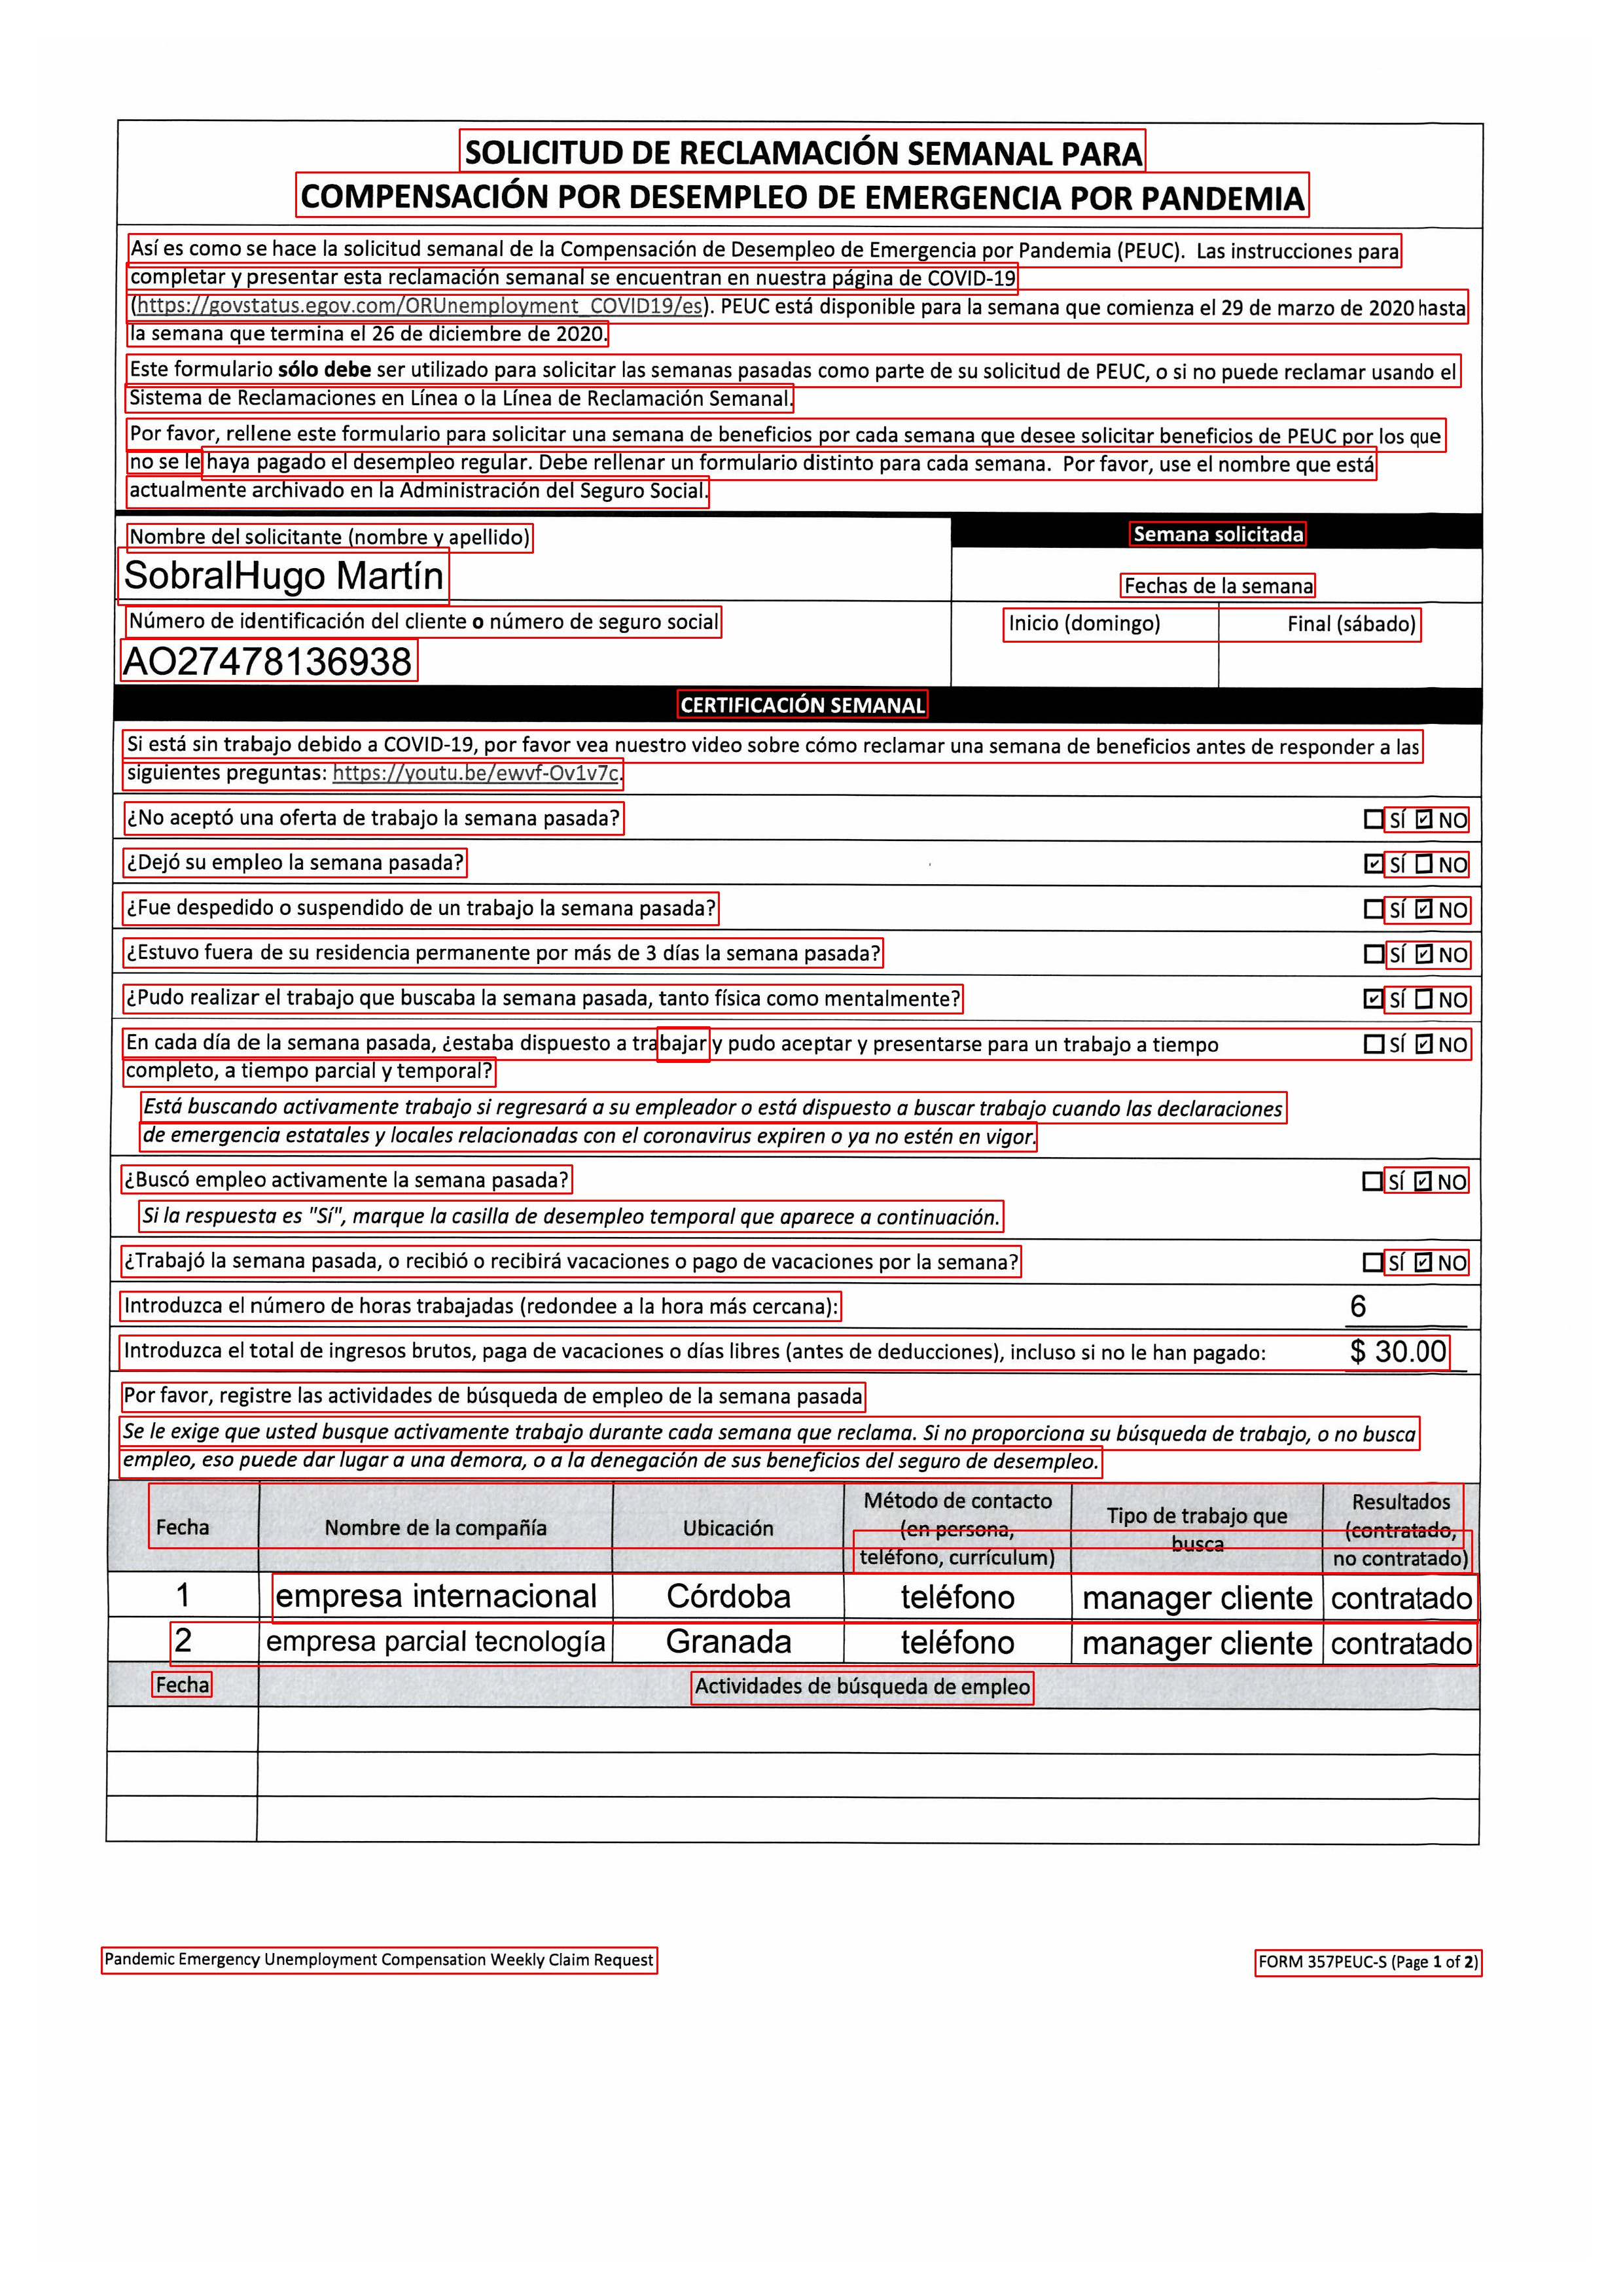 SOLICITUD DE RECLAMACIÓN SEMANAL PARA
COMPENSACIÓN POR DESEMPLEO DE EMERGENCIA POR PANDEMIA
Así es como se hace la solicitud semanal de la Compensación de Desempleo de Emergencia por Pandemia (PEUC). Las instrucciones para
completar y presentar esta reclamación semanal se encuentran en nuestra página de COVID-19
(https://govstatus.egov.com/ORUnemployment_COVID19/es). PEUC está disponible para la semana que comienza el 29 de marzo de 2020 hasta
la semana que termina el 26 de diciembre de 2020.
Este formulario sólo debe ser utilizado para solicitar las semanas pasadas como parte de su solicitud de PEUC, o si no puede reclamar usando el
Sistema de Reclamaciones en Línea o la Línea de Reclamación Semanal.
Por favor, rellene este formulario para solicitar una semana de beneficios por cada semana que desee solicitar beneficios de PEUC por los que
no se le haya pagado el desempleo regular. Debe rellenar un formulario distinto para cada semana. Por favor, use el nombre que está
actualmente archivado en la Administración del Seguro Social.
Nombre del solicitante (nombre y apellido)
SobralHugo Martín
Semana solicitada
Fechas de la semana
Número de identificación del cliente o número de seguro social
AO27478136938
Inicio (domingo) Final (sábado)
CERTIFICACIÓN SEMANAL
Si está sin trabajo debido a COVID-19, por favor vea nuestro video sobre cómo reclamar una semana de beneficios antes de responder a las
siguientes preguntas: https://youtu.be/ewvf-Ov1v7c.
¿No aceptó una oferta de trabajo la semana pasada? ☐ SÍ ☑ NO
¿Dejó su empleo la semana pasada? ☑ SÍ ☐ NO
¿Fue despedido o suspendido de un trabajo la semana pasada? ☐ SÍ ☑ NO
¿Estuvo fuera de su residencia permanente por más de 3 días la semana pasada? ☐ SÍ ☑ NO
¿Pudo realizar el trabajo que buscaba la semana pasada, tanto física como mentalmente? ☑ SÍ ☐ NO
En cada día de la semana pasada, ¿estaba dispuesto a trabajar y pudo aceptar y presentarse para un trabajo a tiempo ☐ SÍ ☑ NO
completo, a tiempo parcial y temporal?
Está buscando activamente trabajo si regresará a su empleador o está dispuesto a buscar trabajo cuando las declaraciones
de emergencia estatales y locales relacionadas con el coronavirus expiren o ya no estén en vigor.
¿Buscó empleo activamente la semana pasada? ☐ SÍ ☑ NO
Si la respuesta es "Sí", marque la casilla de desempleo temporal que aparece a continuación.
¿Trabajó la semana pasada, o recibió o recibirá vacaciones o pago de vacaciones por la semana? ☐ SÍ ☑ NO
Introduzca el número de horas trabajadas (redondee a la hora más cercana): 6
Introduzca el total de ingresos brutos, paga de vacaciones o días libres (antes de deducciones), incluso si no le han pagado: $ 30.00
Por favor, registre las actividades de búsqueda de empleo de la semana pasada
Se le exige que usted busque activamente trabajo durante cada semana que reclama. Si no proporciona su búsqueda de trabajo, o no busca
empleo, eso puede dar lugar a una demora, o a la denegación de sus beneficios del seguro de desempleo.
Fecha
Nombre de la compañía
Ubicación
Método de contacto
(en persona,
teléfono, currículum)
Tipo de trabajo que
busca
Resultados
(contratado,
no contratado)
1 empresa internacional Córdoba teléfono manager cliente contratado
2 empresa parcial tecnología Granada teléfono manager cliente contratado
Fecha Actividades de búsqueda de empleo
Pandemic Emergency Unemployment Compensation Weekly Claim Request FORM 357PEUC-S (Page 1 of 2)